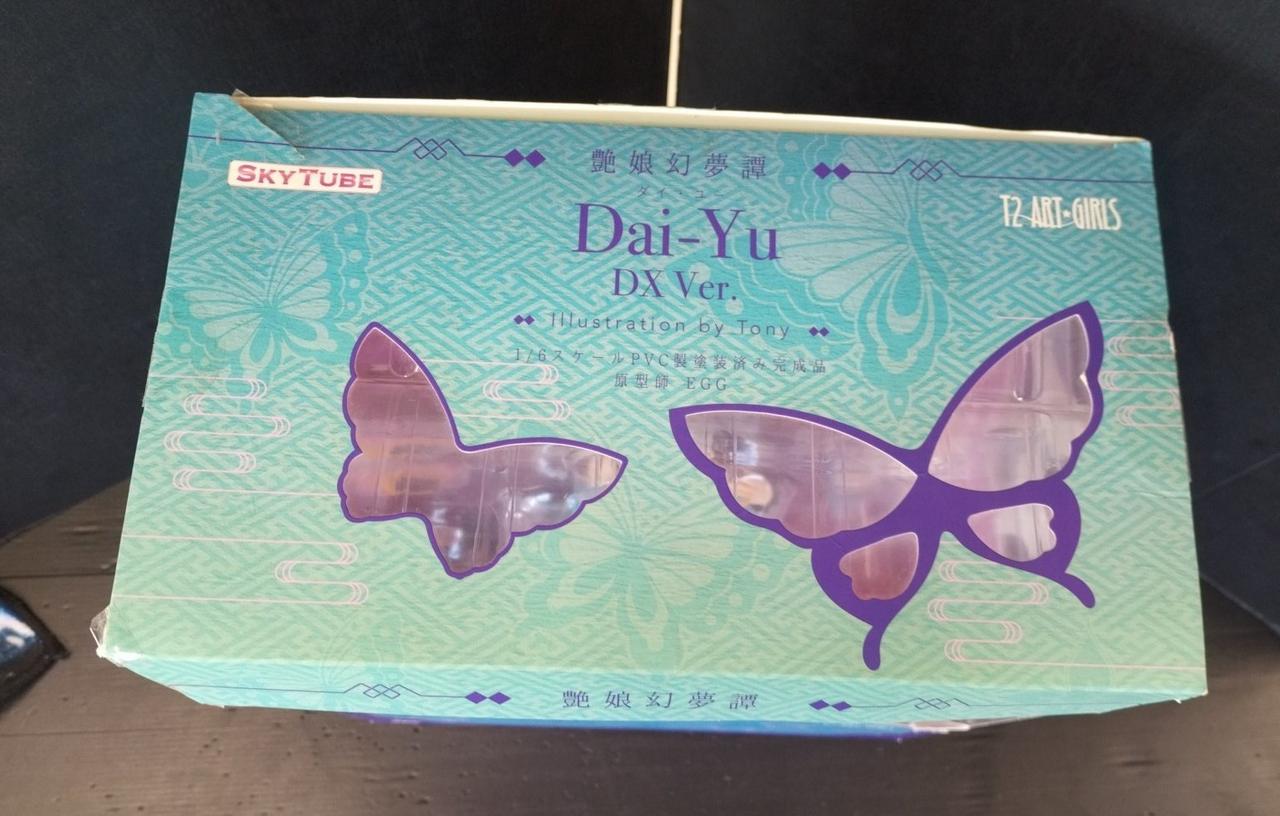 SKYTUBE
艶娘幻夢譚
T2 ART☆GIRLS
ダイ・ユ
Dai-Yu
DX Ver.
Illustration by Tony
1/6スケールPVC製塗装済み完成品
原型師 EGG
艶娘幻夢譚